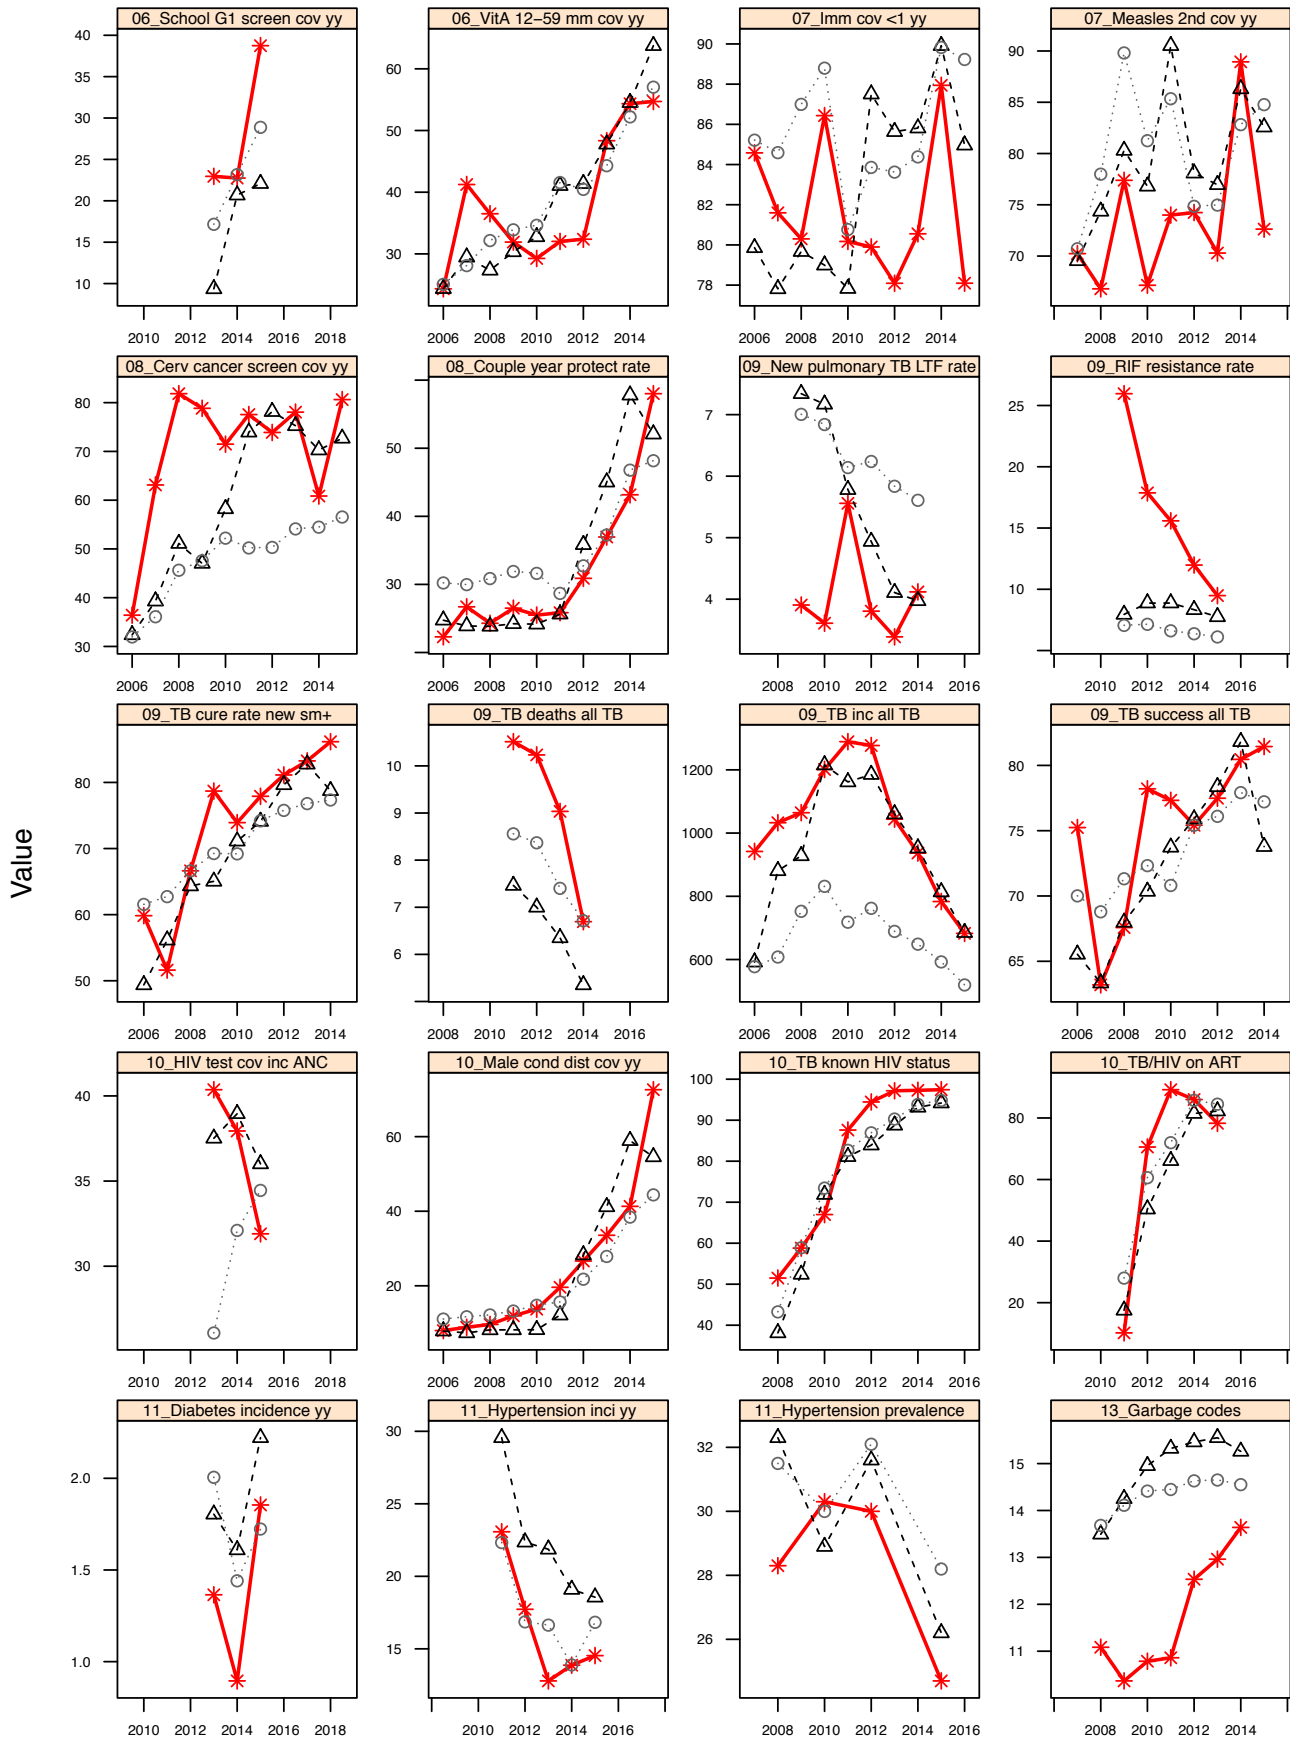 06_School G1 screen cov yy
06_VitA 12−59 mm cov yy
07_Imm cov <1 yy
07_Measles 2nd cov yy
40
35
30
25
20
15
10
60
50
40
30
90
88
86
84
82
80
78
90
85
80
75
70
2010 2012 2014 2016 2018
2006 2008 2010 2012 2014
2006 2008 2010 2012 2014
2008 2010 2012 2014 2016
08_Cerv cancer screen cov yy
08_Couple year protect rate
09_New pulmonary TB LTF rate
09_RIF resistance rate
80
70
60
50
40
30
50
40
30
7
6
5
4
25
20
15
10
2006 2008 2010 2012 2014
2006 2008 2010 2012 2014
2008 2010 2012 2014 2016
2010 2012 2014 2016
09_TB cure rate new sm+
09_TB deaths all TB
09_TB inc all TB
09_TB success all TB
Value
80
70
60
50
10
9
8
7
6
1200
1000
800
600
80
75
70
65
2006 2008 2010 2012 2014
2008 2010 2012 2014 2016
2006 2008 2010 2012 2014
2006 2008 2010 2012 2014
10_HIV test cov inc ANC
10_Male cond dist cov yy
10_TB known HIV status
10_TB/HIV on ART
40
35
30
60
40
20
100
90
80
70
60
50
40
80
60
40
20
2010 2012 2014 2016 2018
2006 2008 2010 2012 2014
2008 2010 2012 2014 2016
2008 2010 2012 2014 2016
11_Diabetes incidence yy
11_Hypertension inci yy
11_Hypertension prevalence
13_Garbage codes
2.0
1.5
1.0
30
25
20
15
32
30
28
26
15
14
13
12
11
2010 2012 2014 2016 2018
2010 2012 2014 2016
2008 2010 2012 2014 2016
2008 2010 2012 2014